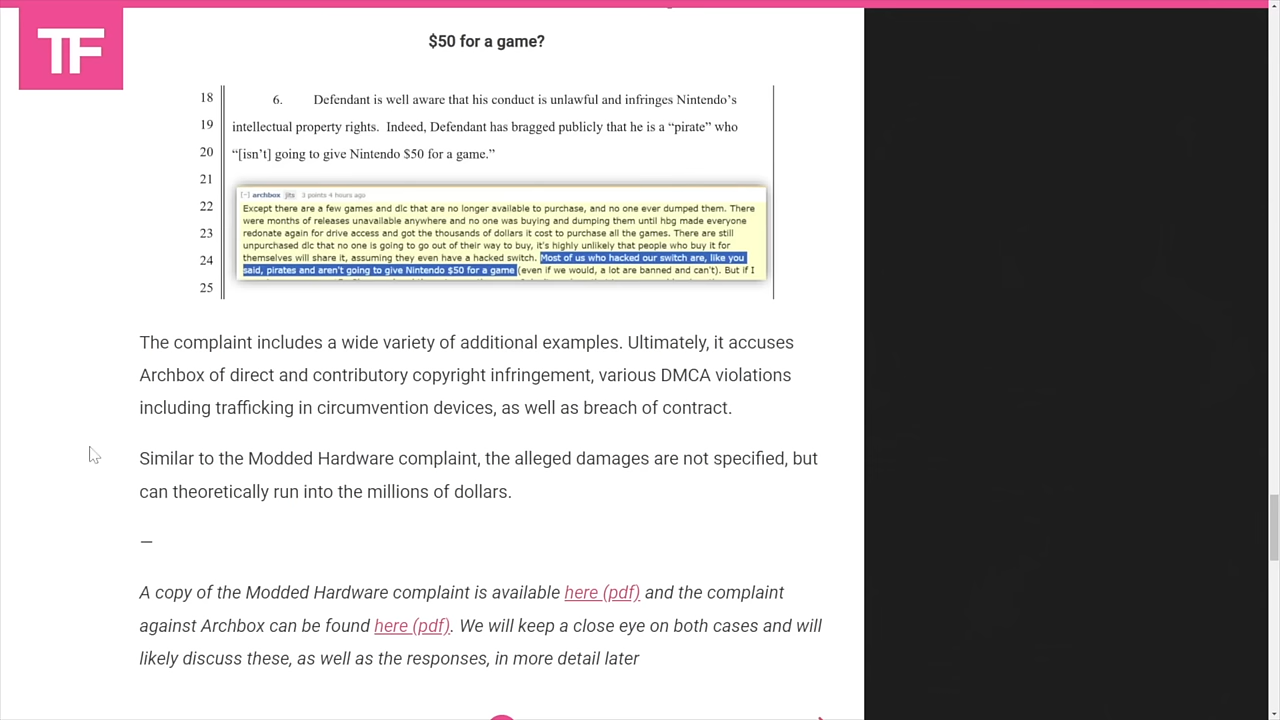 TF
$50 for a game?
18 6. Defendant is well aware that his conduct is unlawful and infringes Nintendo's
19 intellectual property rights. Indeed, Defendant has bragged publicly that he is a “pirate” who
20 “[isn't] going to give Nintendo $50 for a game.”
21
[-] archbox jits 3 points 4 hours ago
22 Except there are a few games and dlc that are no longer available to purchase, and no one ever dumped them. There
were months of releases unavailable anywhere and no one was buying and dumping them until hbg made everyone
23 redonate again for drive access and got the thousands of dollars it cost to purchase all the games. There are still
unpurchased dlc that no one is going to go out of their way to buy, it's highly unlikely that people who buy it for
24 themselves will share it, assuming they even have a hacked switch. Most of us who hacked our switch are, like you
said, pirates and aren't going to give Nintendo $50 for a game (even if we would, a lot are banned and can't). But if I
25
The complaint includes a wide variety of additional examples. Ultimately, it accuses
Archbox of direct and contributory copyright infringement, various DMCA violations
including trafficking in circumvention devices, as well as breach of contract.
Similar to the Modded Hardware complaint, the alleged damages are not specified, but
can theoretically run into the millions of dollars.
—
A copy of the Modded Hardware complaint is available here (pdf) and the complaint
against Archbox can be found here (pdf). We will keep a close eye on both cases and will
likely discuss these, as well as the responses, in more detail later